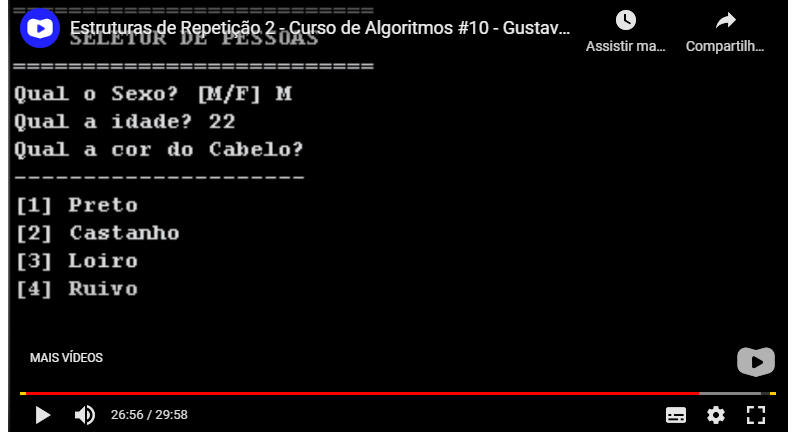 Estruturas de Repetição 2 - Curso de Algoritmos #10 - Gustav...
Assistir ma...
Compartilh...
==========================
SELETOR DE PESSOAS
==========================
Qual o Sexo? [M/F] M
Qual a idade? 22
Qual a cor do Cabelo?
---------------------
[1] Preto
[2] Castanho
[3] Loiro
[4] Ruivo
MAIS VÍDEOS
26:56 / 29:58